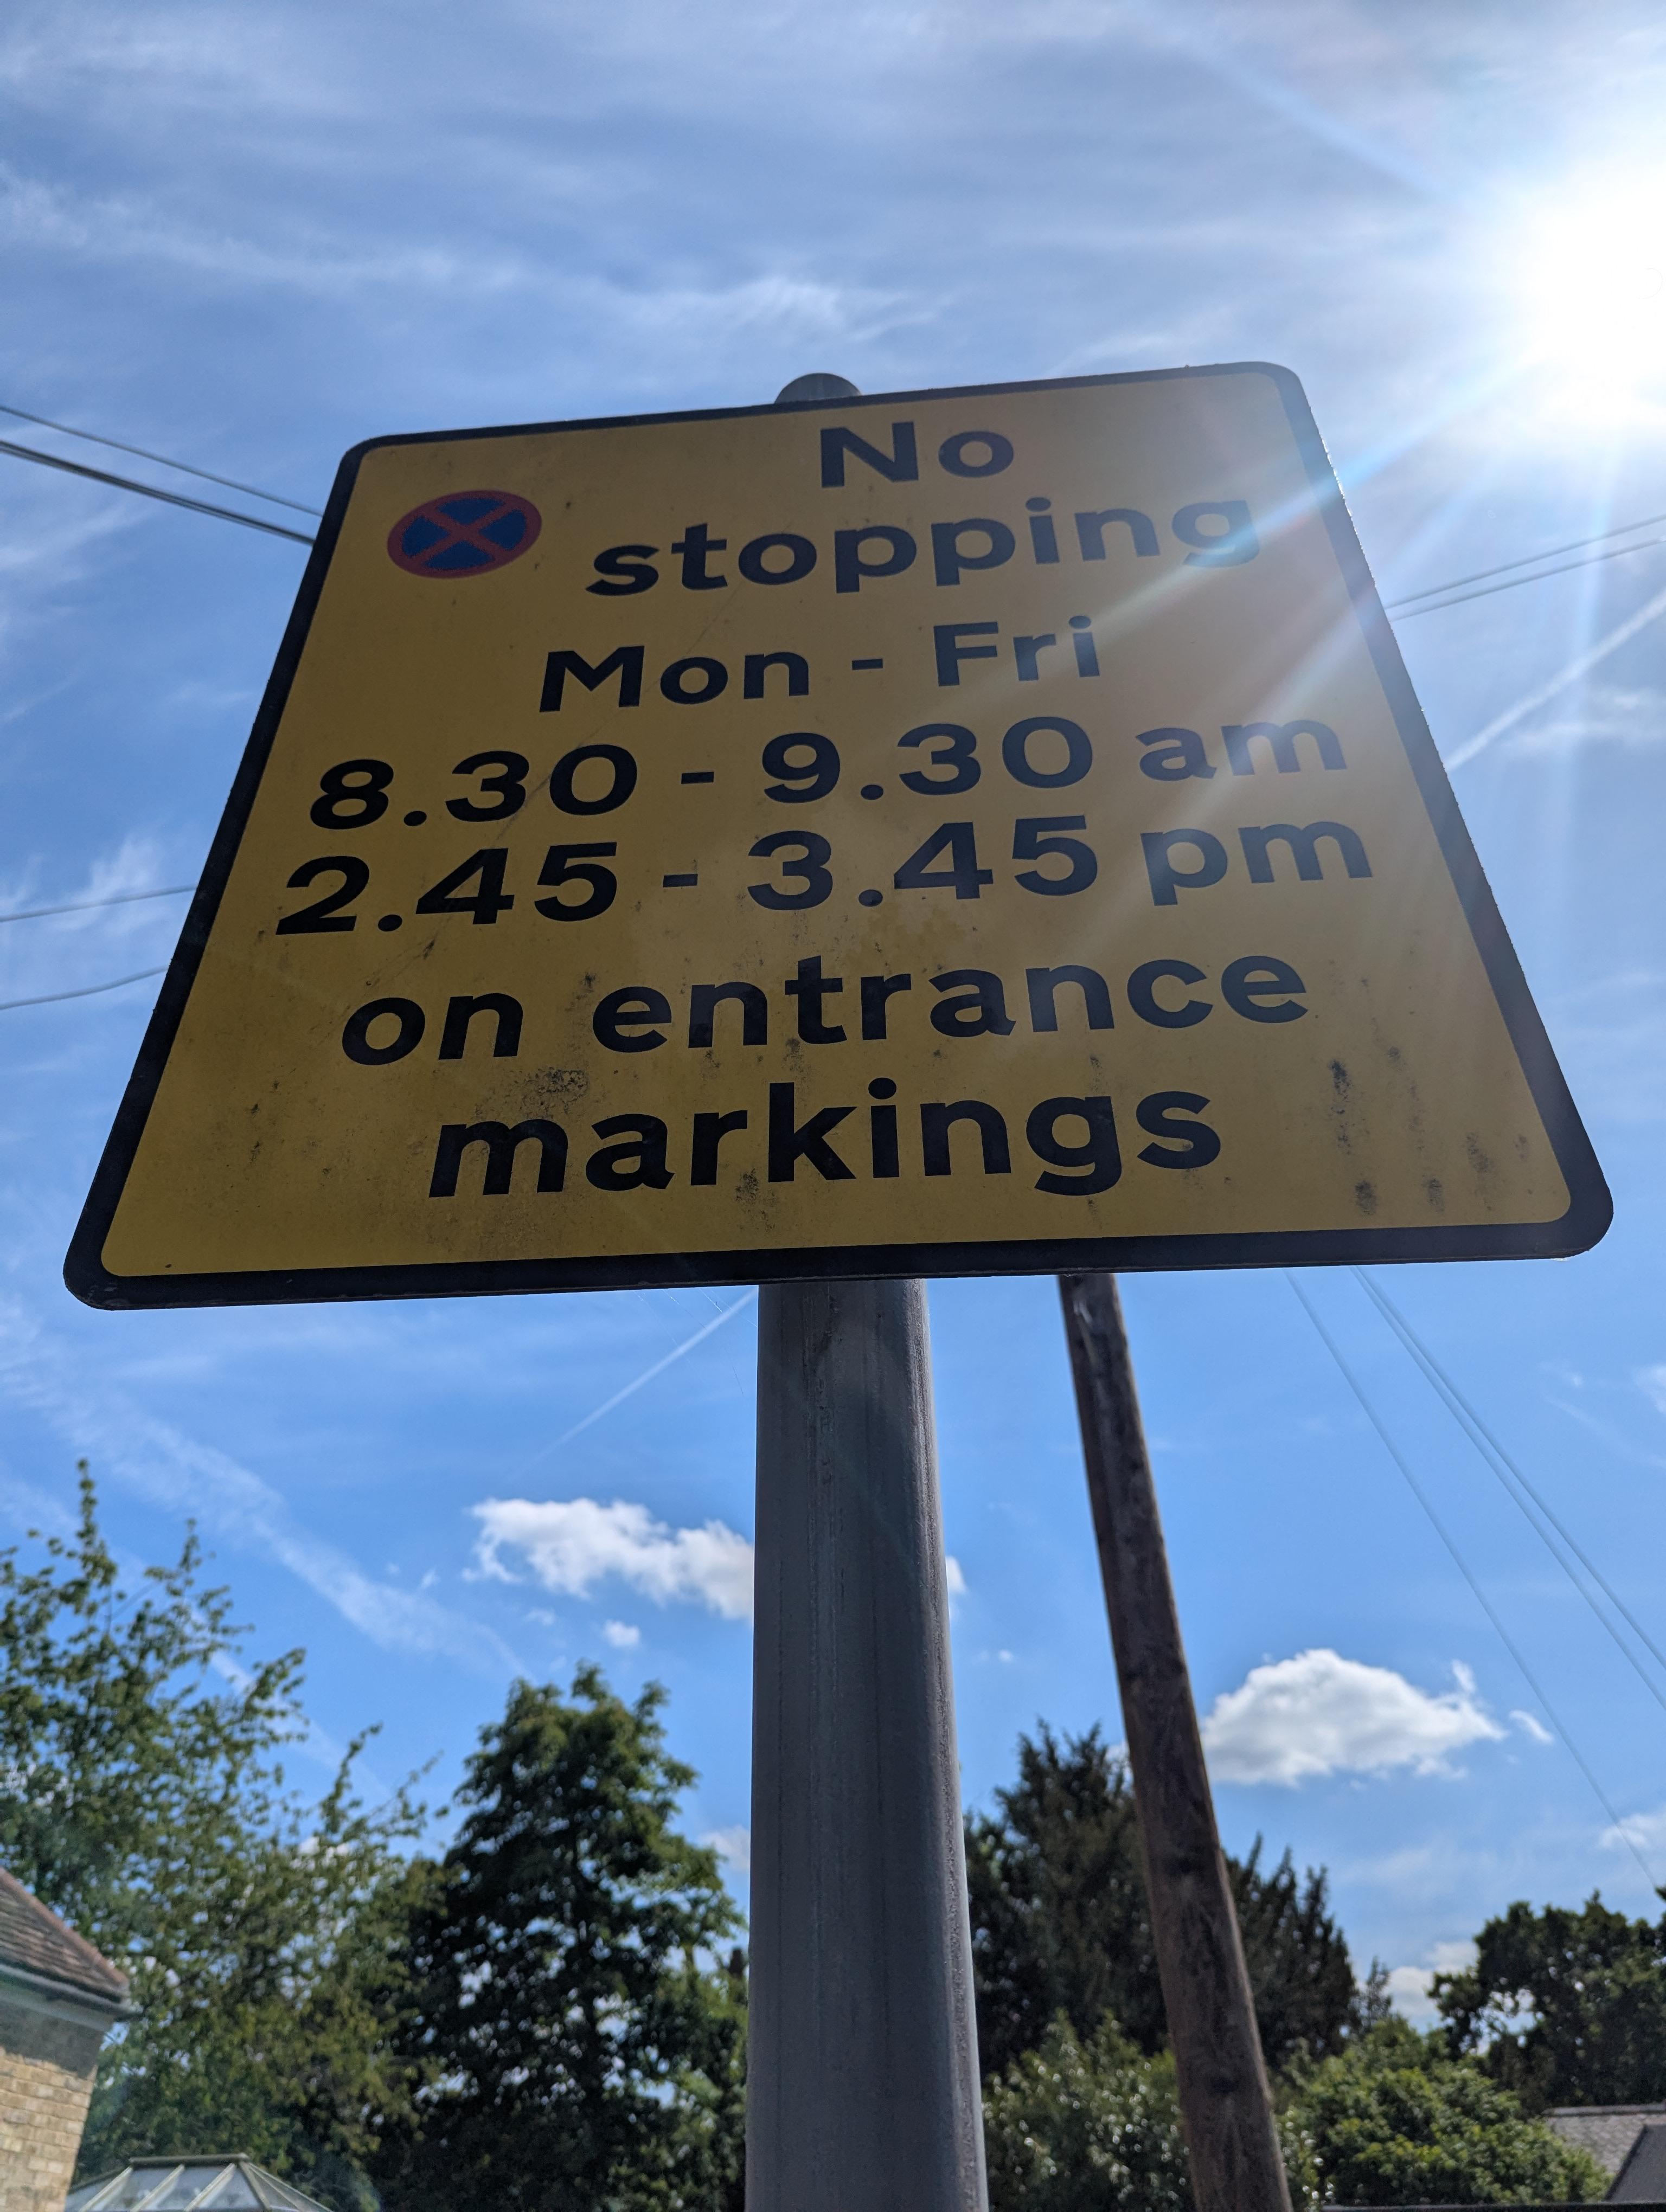 No
stopping
Mon - Fri
8.30 - 9.30 am
2.45 - 3.45 pm
on entrance
markings